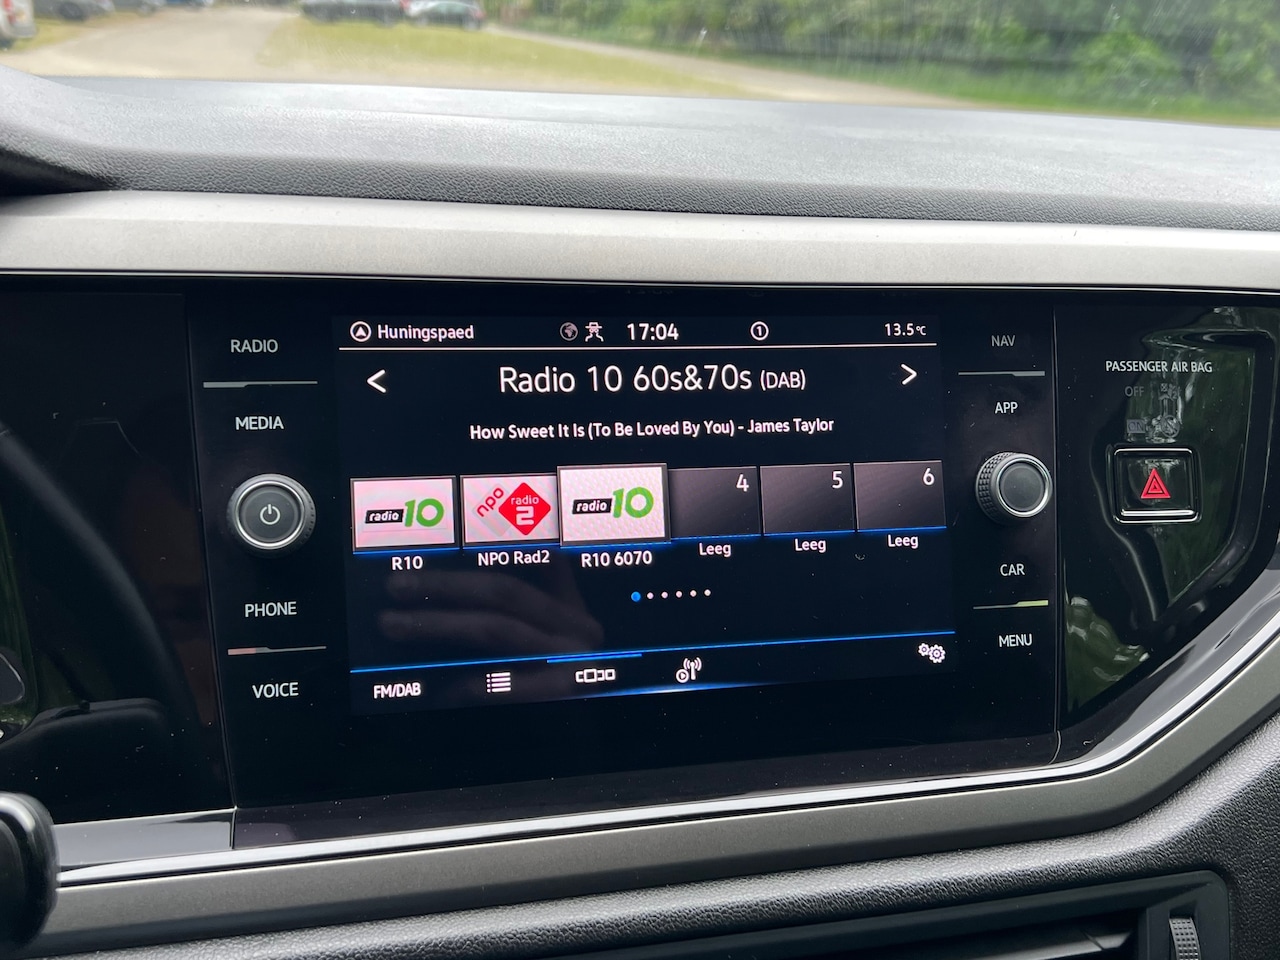 RADIO
MEDIA
PHONE
VOICE
Huningspaed
17:04
1
13.5°C
< Radio 10 60s&70s (DAB) >
How Sweet It Is (To Be Loved By You) - James Taylor
radio 10
npo radio 2
radio 10
4
5
6
R10
NPO Rad2
R10 6070
Leeg
Leeg
Leeg
FM/DAB
NAV
APP
CAR
MENU
PASSENGER AIR BAG
OFF
ON